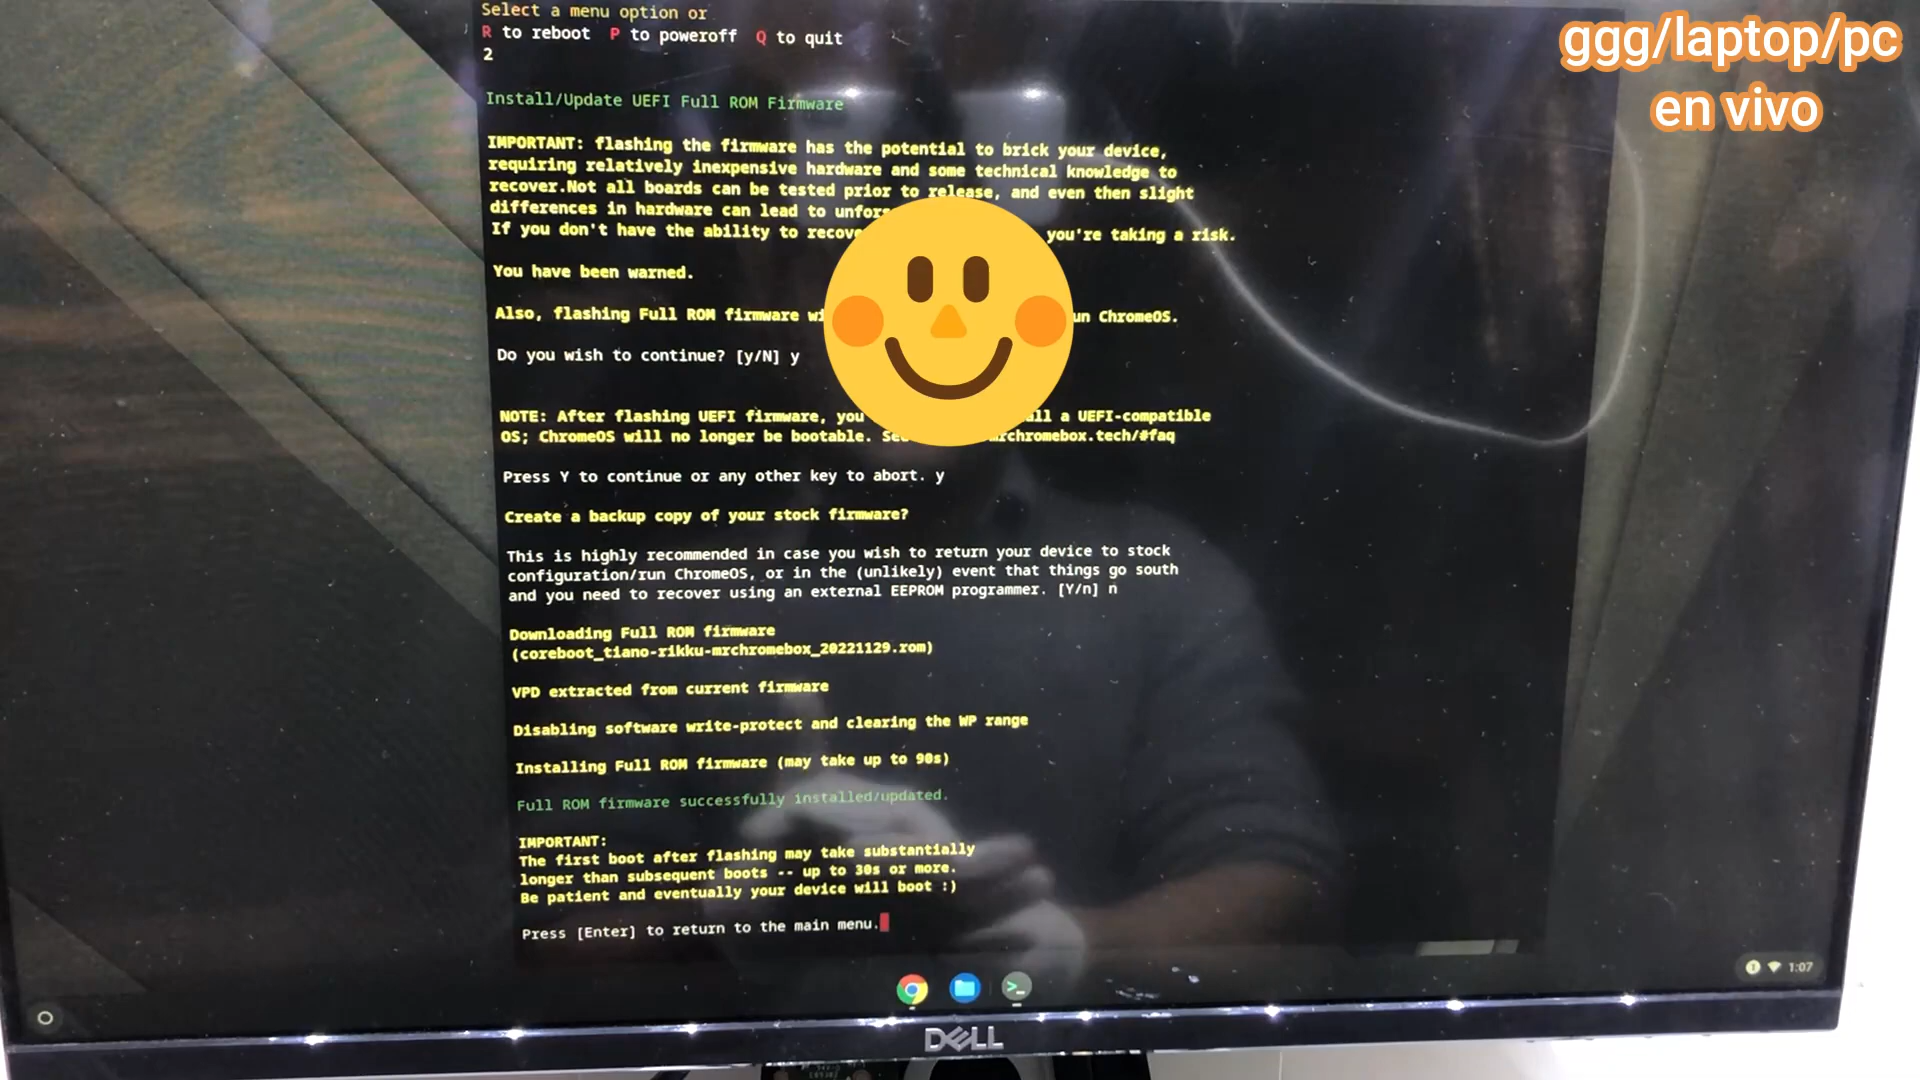 Select a menu option or
R to reboot P to poweroff Q to quit
2
ggg/laptop/pc
en vivo
Install/Update UEFI Full ROM Firmware
IMPORTANT: flashing the firmware has the potential to brick your device,
requiring relatively inexpensive hardware and some technical knowledge to
recover.Not all boards can be tested prior to release, and even then slight
differences in hardware can lead to unfors
If you don't have the ability to recove you're taking a risk.
You have been warned.
Also, flashing Full ROM firmware wi un ChromeOS.
Do you wish to continue? [y/N] y
NOTE: After flashing UEFI firmware, you all a UEFI-compatible
OS; ChromeOS will no longer be bootable. See rchromebox.tech/#faq
Press Y to continue or any other key to abort. y
Create a backup copy of your stock firmware?
This is highly recommended in case you wish to return your device to stock
configuration/run ChromeOS, or in the (unlikely) event that things go south
and you need to recover using an external EEPROM programmer. [Y/n] n
Downloading Full ROM firmware
(coreboot_tiano-rikku-mrchromebox_20221129.rom)
VPD extracted from current firmware
Disabling software write-protect and clearing the WP range
Installing Full ROM firmware (may take up to 90s)
Full ROM firmware successfully installed/updated.
IMPORTANT:
The first boot after flashing may take substantially
longer than subsequent boots -- up to 30s or more.
Be patient and eventually your device will boot :)
Press [Enter] to return to the main menu.
1:07
DELL